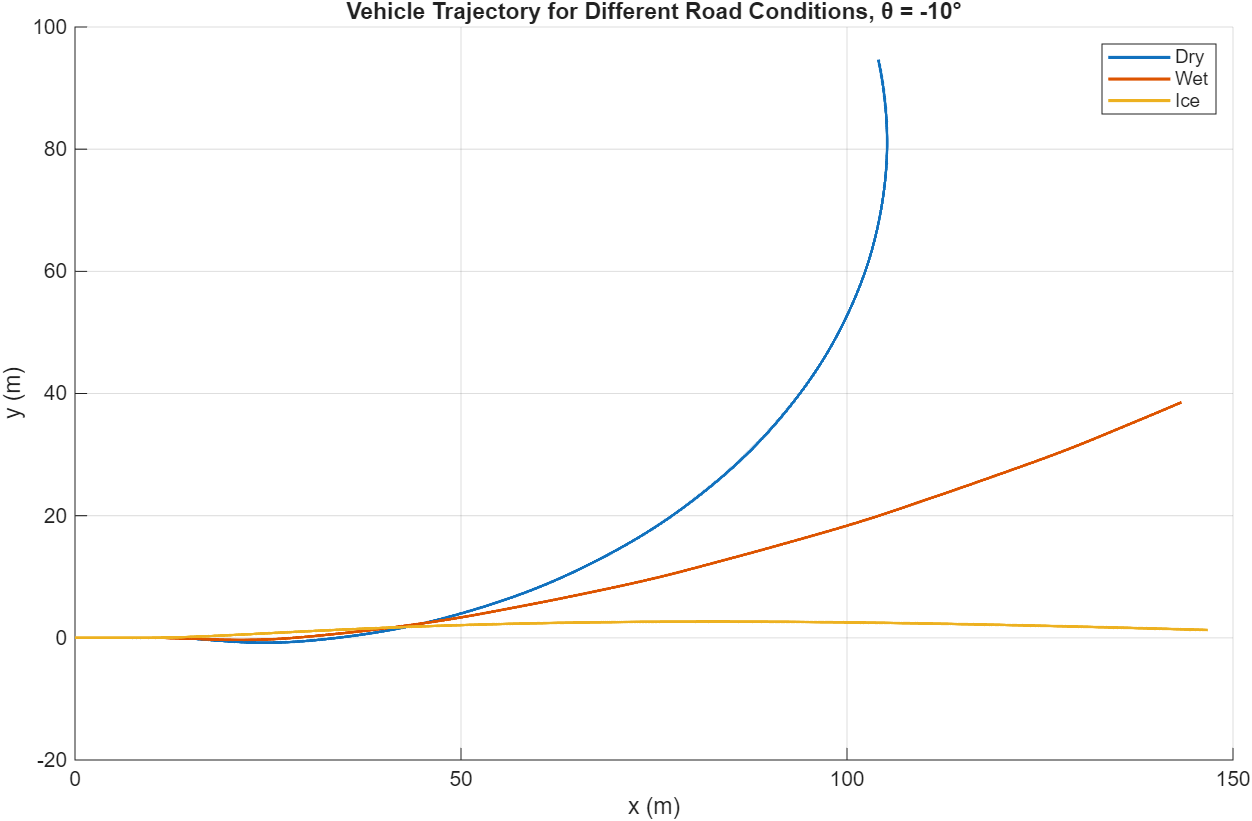 Vehicle Trajectory for Different Road Conditions, θ = -10°
Dry
Wet
Ice
100
80
60
40
20
0
-20
y (m)
0
50
100
150
x (m)